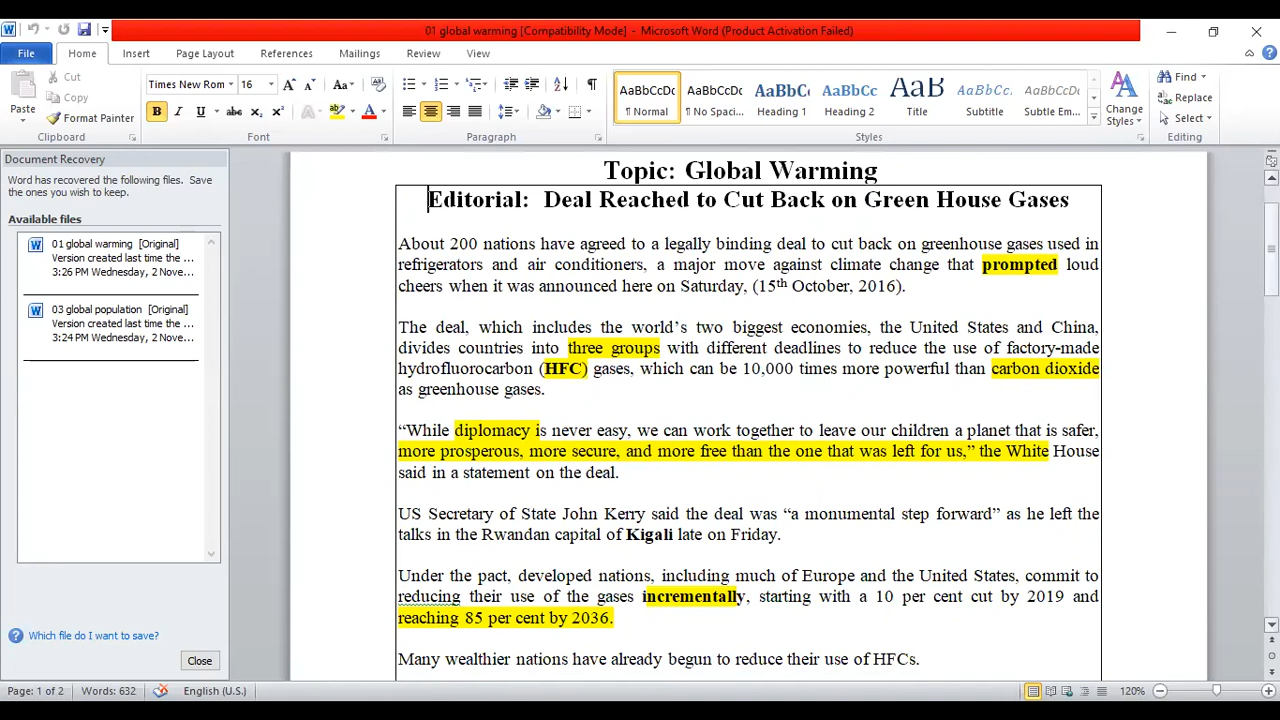 01 global warming [Compatibility Mode] - Microsoft Word (Product Activation Failed)
File Home Insert Page Layout References Mailings Review View
Paste
Cut
Copy
Format Painter
Clipboard
Times New Rom 16
Font
Paragraph
AaBbCcDc AaBbCcDc AaBbCc AaBbCc AaB AaBbCc. AaBbCcDc
¶ Normal ¶ No Spaci... Heading 1 Heading 2 Title Subtitle Subtle Em...
Change Styles
Styles
Find
Replace
Select
Editing
Document Recovery
Word has recovered the following files. Save
the ones you wish to keep.
Available files
01 global warming [Original]
Version created last time the ...
3:26 PM Wednesday, 2 Nove...
03 global population [Original]
Version created last time the ...
3:24 PM Wednesday, 2 Nove...
Which file do I want to save?
Close
Topic: Global Warming
Editorial: Deal Reached to Cut Back on Green House Gases
About 200 nations have agreed to a legally binding deal to cut back on greenhouse gases used in
refrigerators and air conditioners, a major move against climate change that prompted loud
cheers when it was announced here on Saturday, (15th October, 2016).
The deal, which includes the world's two biggest economies, the United States and China,
divides countries into three groups with different deadlines to reduce the use of factory-made
hydrofluorocarbon (HFC) gases, which can be 10,000 times more powerful than carbon dioxide
as greenhouse gases.
“While diplomacy is never easy, we can work together to leave our children a planet that is safer,
more prosperous, more secure, and more free than the one that was left for us,” the White House
said in a statement on the deal.
US Secretary of State John Kerry said the deal was “a monumental step forward” as he left the
talks in the Rwandan capital of Kigali late on Friday.
Under the pact, developed nations, including much of Europe and the United States, commit to
reducing their use of the gases incrementally, starting with a 10 per cent cut by 2019 and
reaching 85 per cent by 2036.
Many wealthier nations have already begun to reduce their use of HFCs.
Page: 1 of 2 Words: 632 English (U.S.) 120%